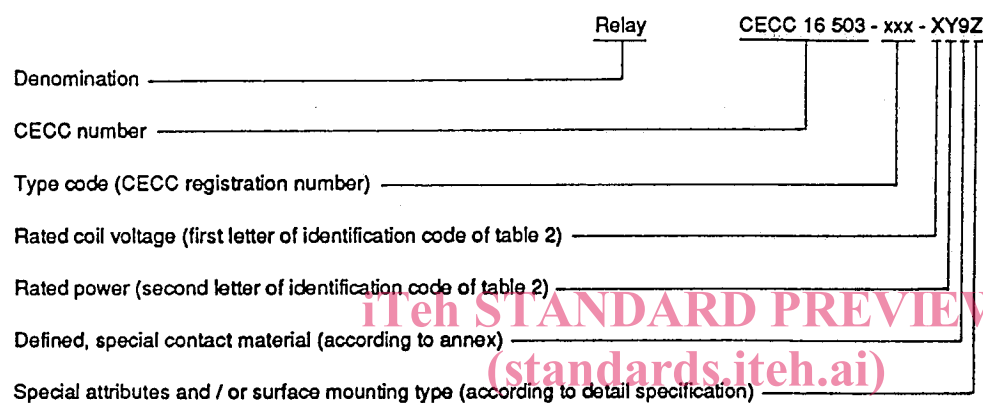 Relay CECC 16 503 - xxx - XY9Z
Denomination
CECC number
Type code (CECC registration number)
Rated coil voltage (first letter of identification code of table 2)
Rated power (second letter of identification code of table 2)
iTeh STANDARD PREVIEW
Defined, special contact material (according to annex)
(standards.iteh.ai)
Special attributes and / or surface mounting type (according to detail specification)